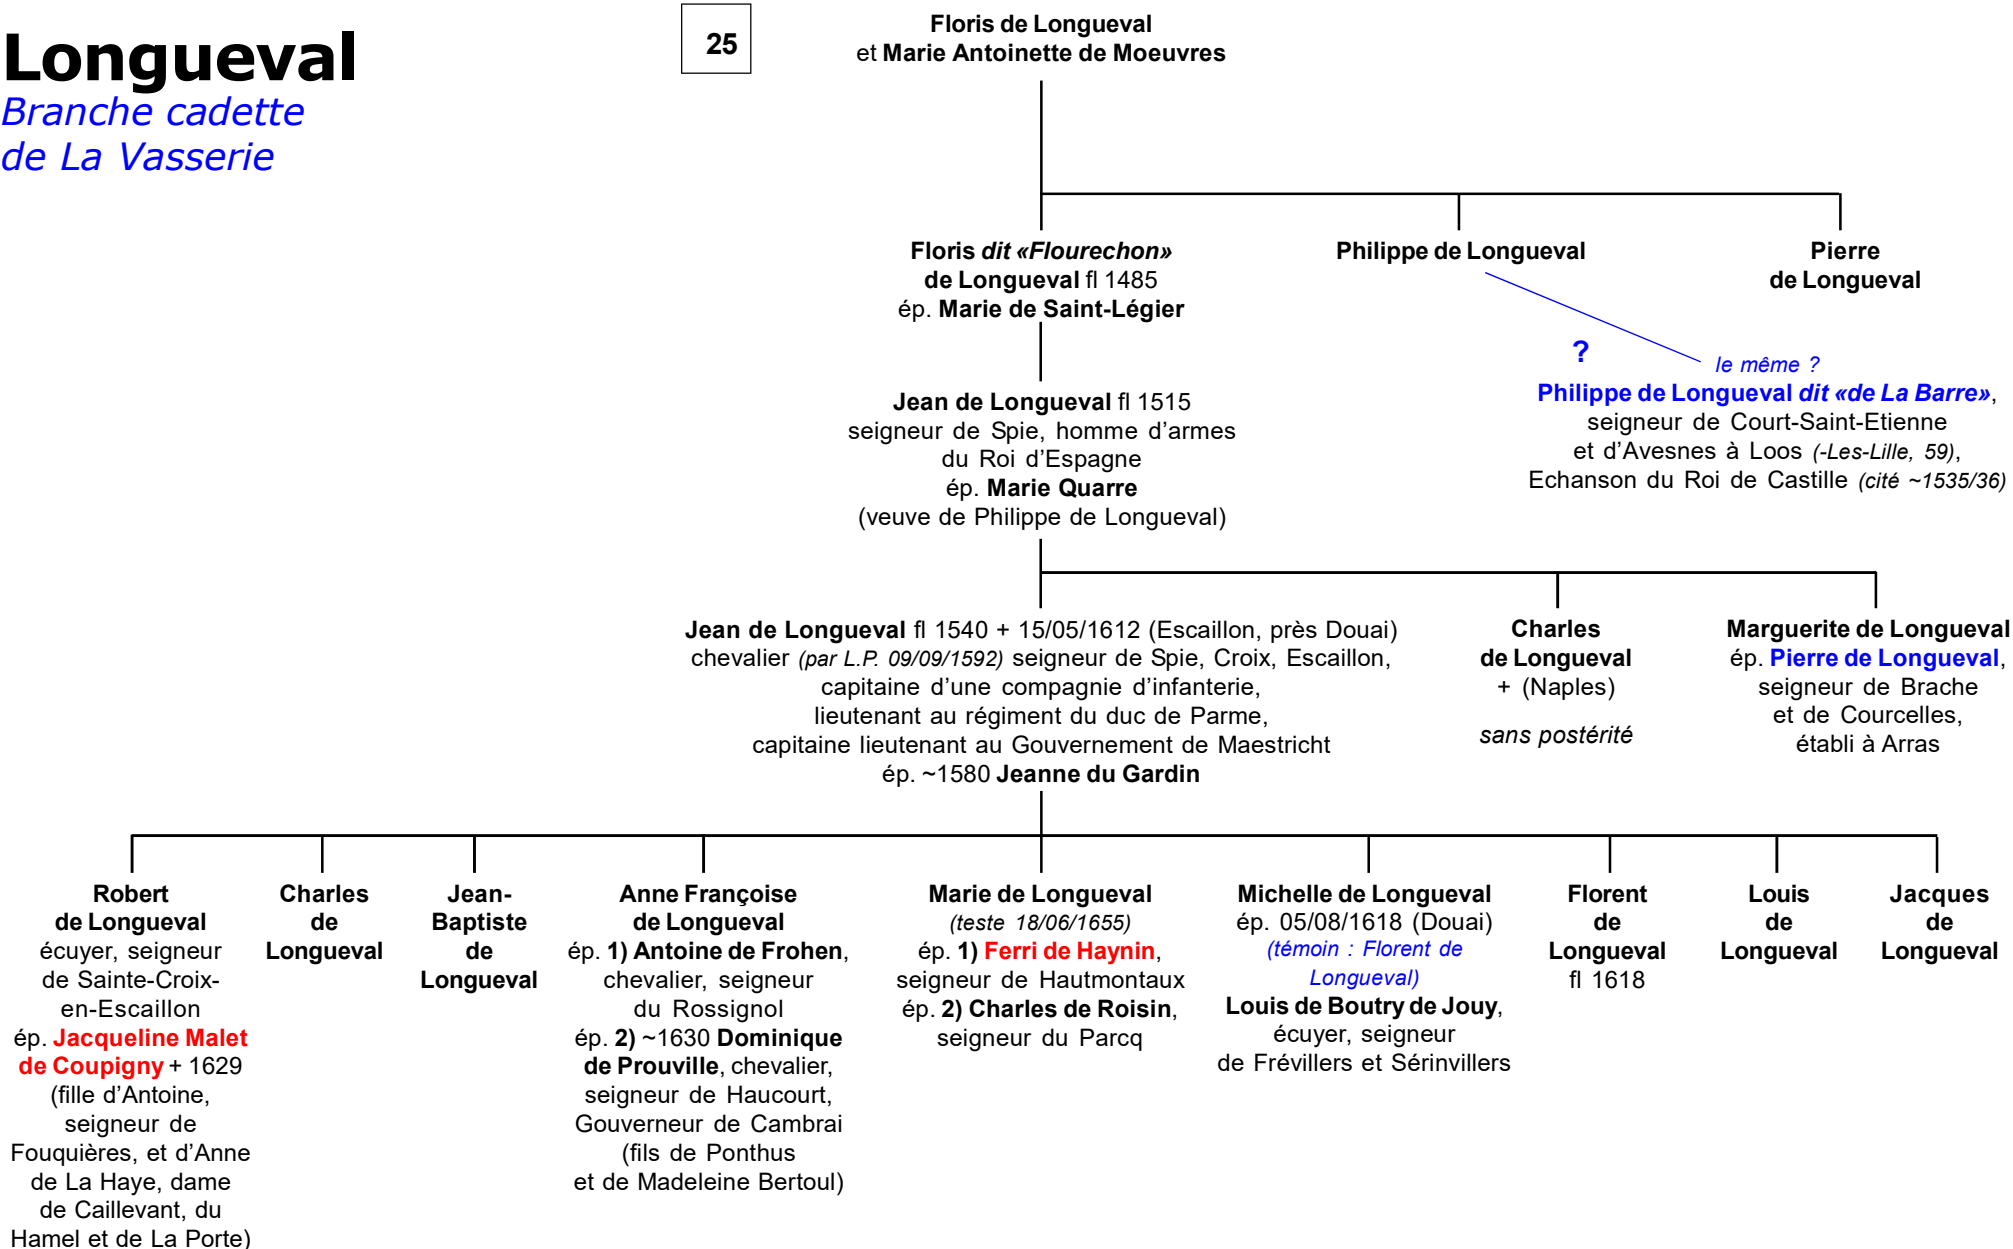 Longueval
Branche cadette
de La Vasserie
25
Floris de Longueval
et Marie Antoinette de Moeuvres
Floris dit «Flourechon»
de Longueval fl 1485
ép. Marie de Saint-Légier
Philippe de Longueval
Pierre
de Longueval
?
le même ?
Philippe de Longueval dit «de La Barre»,
seigneur de Court-Saint-Etienne
et d'Avesnes à Loos (-Les-Lille, 59),
Echanson du Roi de Castille (cité ~1535/36)
Jean de Longueval fl 1515
seigneur de Spie, homme d'armes
du Roi d'Espagne
ép. Marie Quarre
(veuve de Philippe de Longueval)
Jean de Longueval fl 1540 + 15/05/1612 (Escaillon, près Douai)
chevalier (par L.P. 09/09/1592) seigneur de Spie, Croix, Escaillon,
capitaine d'une compagnie d'infanterie,
lieutenant au régiment du duc de Parme,
capitaine lieutenant au Gouvernement de Maestricht
ép. ~1580 Jeanne du Gardin
Charles
de Longueval
+ (Naples)
sans postérité
Marguerite de Longueval
ép. Pierre de Longueval,
seigneur de Brache
et de Courcelles,
établi à Arras
Robert
de Longueval
écuyer, seigneur
de Sainte-Croix-
en-Escaillon
ép. Jacqueline Malet
de Coupigny + 1629
(fille d'Antoine,
seigneur de
Fouquières, et d'Anne
de La Haye, dame
de Caillevant, du
Hamel et de La Porte)
Charles
de
Longueval
Jean-
Baptiste
de
Longueval
Anne Françoise
de Longueval
ép. 1) Antoine de Frohen,
chevalier, seigneur
du Rossignol
ép. 2) ~1630 Dominique
de Prouville, chevalier,
seigneur de Haucourt,
Gouverneur de Cambrai
(fils de Ponthus
et de Madeleine Bertoul)
Marie de Longueval
(teste 18/06/1655)
ép. 1) Ferri de Haynin,
seigneur de Hautmontaux
ép. 2) Charles de Roisin,
seigneur du Parcq
Michelle de Longueval
ép. 05/08/1618 (Douai)
(témoin : Florent de
Longueval)
Louis de Boutry de Jouy,
écuyer, seigneur
de Frévillers et Sérinvillers
Florent
de
Longueval
fl 1618
Louis
de
Longueval
Jacques
de
Longueval